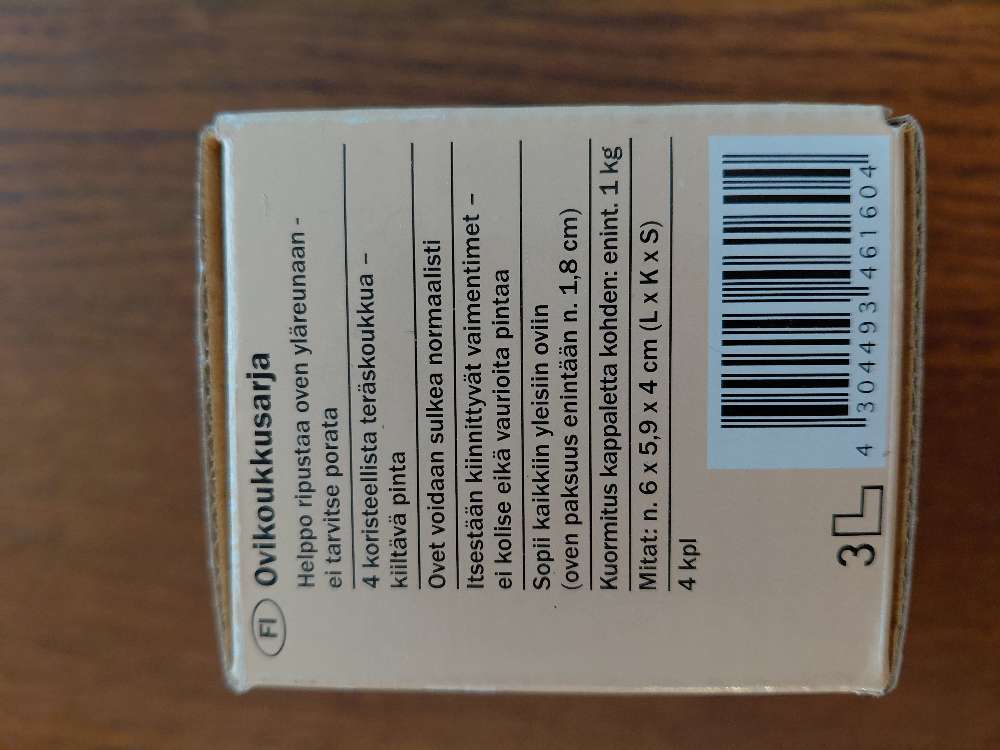 FI Ovikoukkusarja
Helppo ripustaa oven yläreunaan -
ei tarvitse porata
4 koristeellista teräskoukkua –
kiiltävä pinta
Ovet voidaan sulkea normaalisti
Itsestään kiinnittyvät vaimentimet –
ei kolise eikä vaurioita pintaa
Sopii kaikkiin yleisiin oviin
(oven paksuus enintään n. 1,8 cm)
Kuormitus kappaletta kohden: enint. 1 kg
Mitat: n. 6 x 5,9 x 4 cm (L x K x S)
4 kpl
3L
4 304493 461604